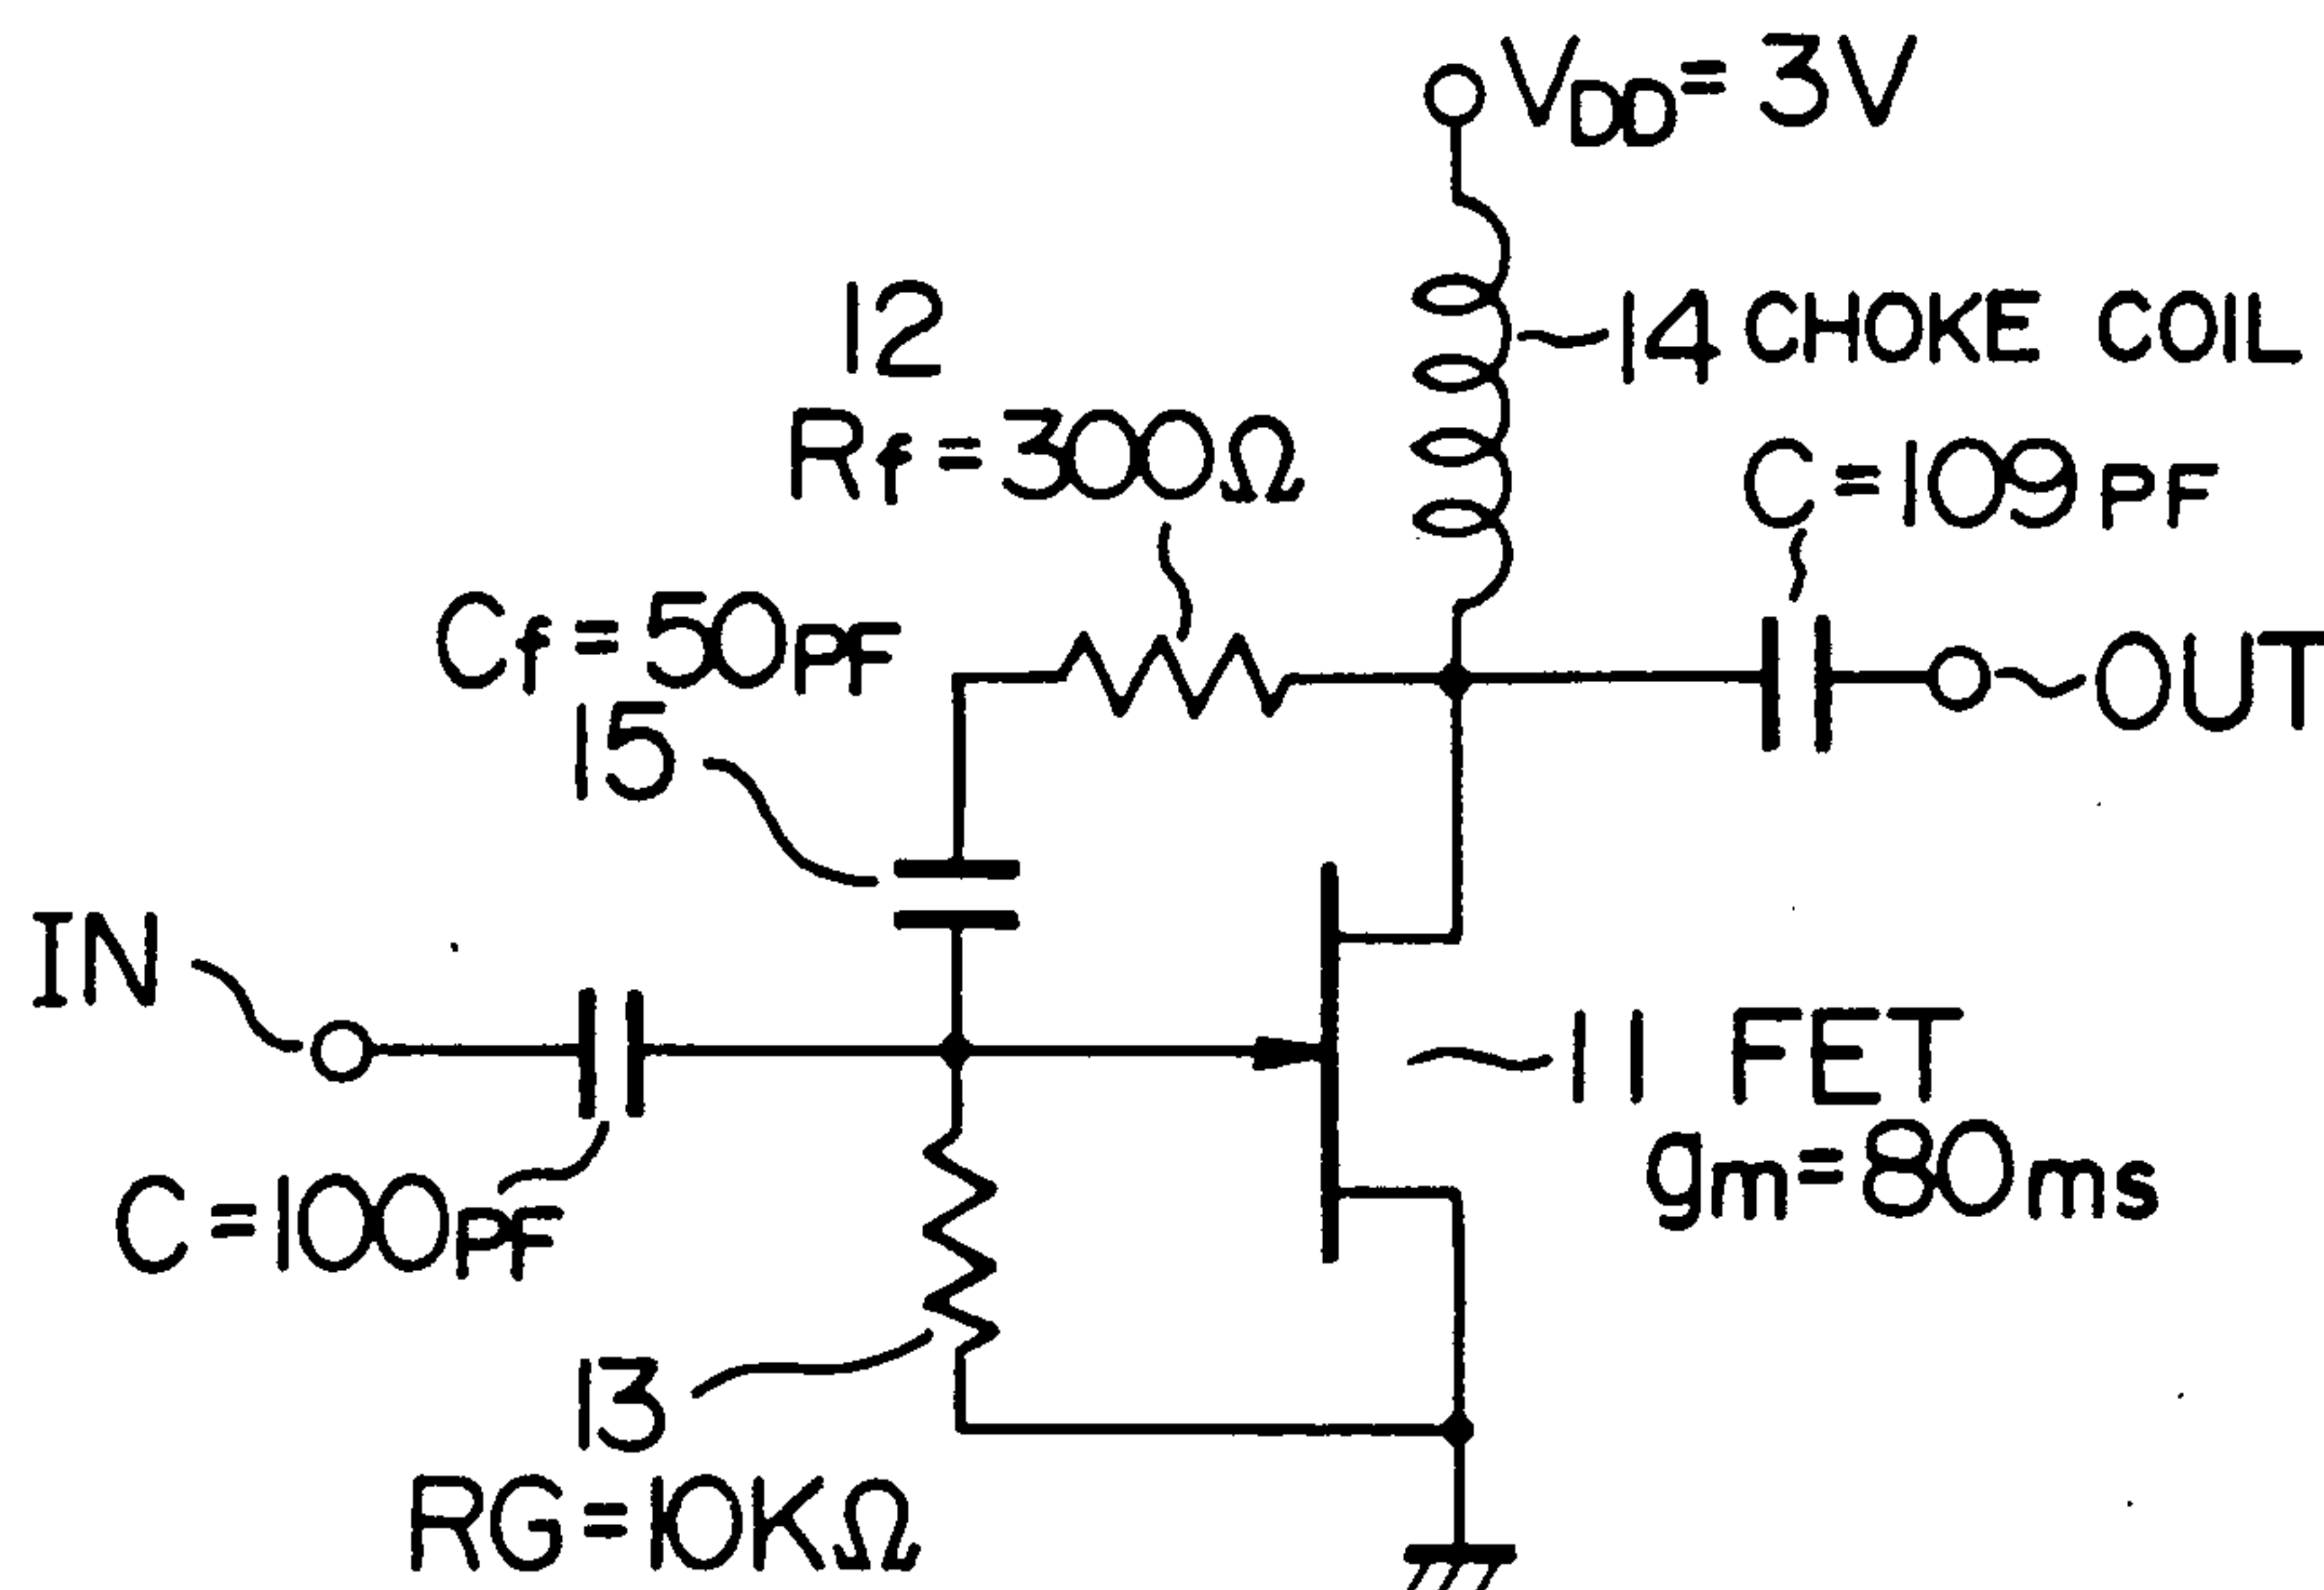 VDD=3V
12
Rf=300Ω
14 CHOKE COIL
C=109PF
Cf=50PF
15
OUT
IN
11 FET
gm=80ms
C=100PF
13
RG=10KΩ